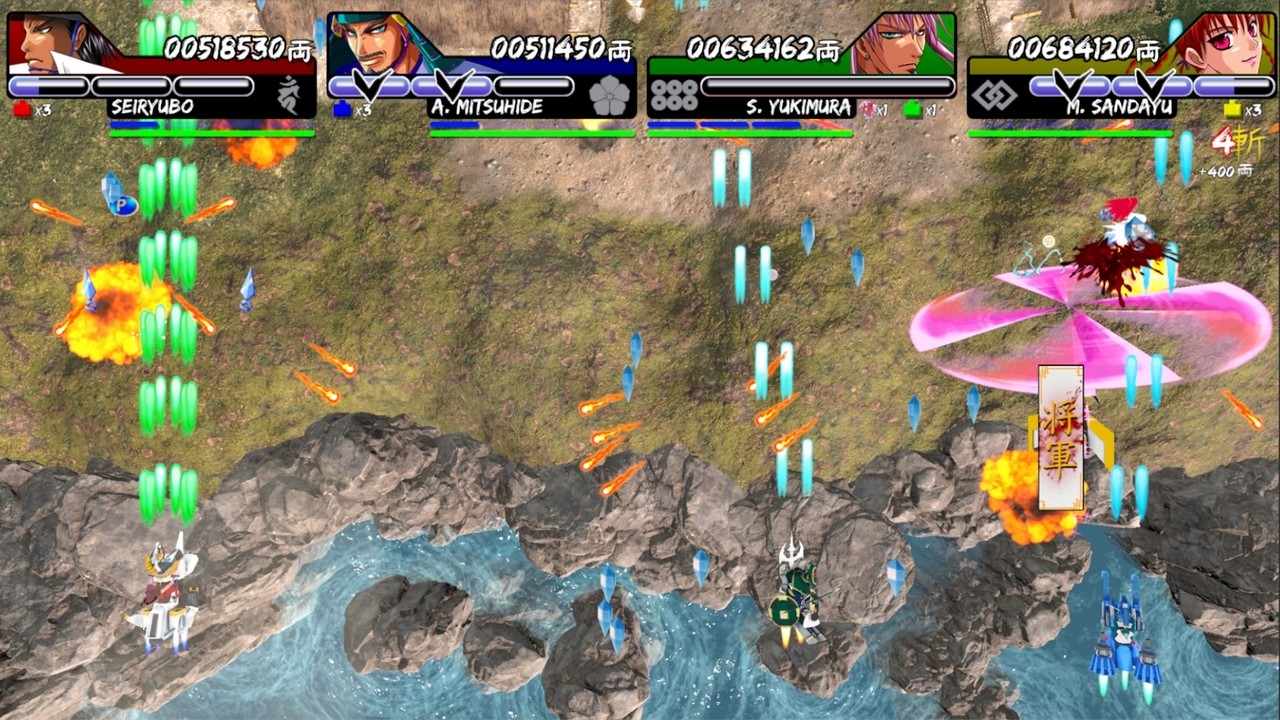 00518530両
x3
SEIRYUBO
00511450両
x3
A. MITSUHIDE
00634162両
S. YUKIMURA
x1
x1
00684120両
M. SANDAYU
x3
4斬
+400両
P
将軍